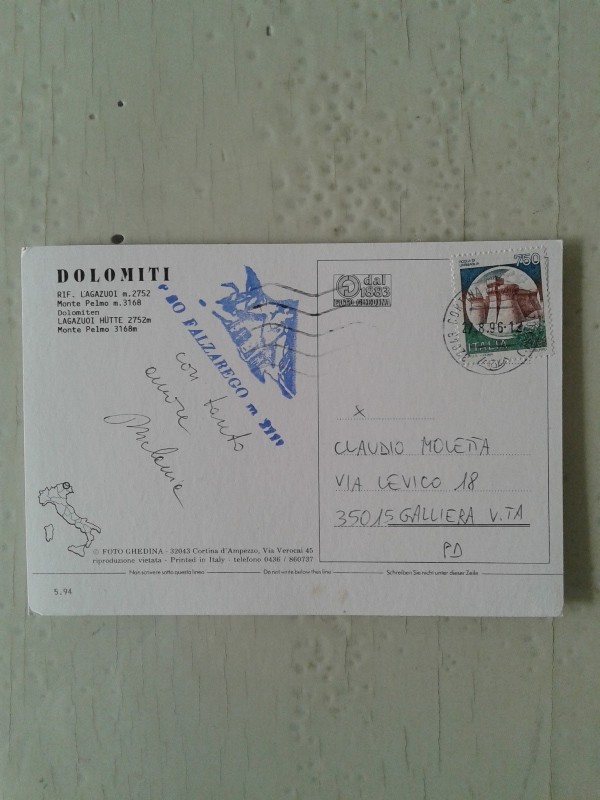 DOLOMITI
RIF. LAGAZUOI m.2752
Monte Pelmo m.3168
Dolomiten
LAGAZUOI HÜTTE 2752m
Monte Pelmo 3168m
FALZAREGO m.
con tanto
amore
dal
1883
FOTO GHEDINA
750
ITALIA
.8.96
x
CLAUDIO MOLETTA
VIA LEVICO 18
35015 GALLIERA V.TA
PD
© FOTO GHEDINA - 32043 Cortina d'Ampezzo, Via Verocai 45
riproduzione vietata - Printed in Italy - telefono 0436 / 860737
Non scrivere sotto questa linea Do not write below this line Schreiben Sie nicht unter dieser Zeile
5.94